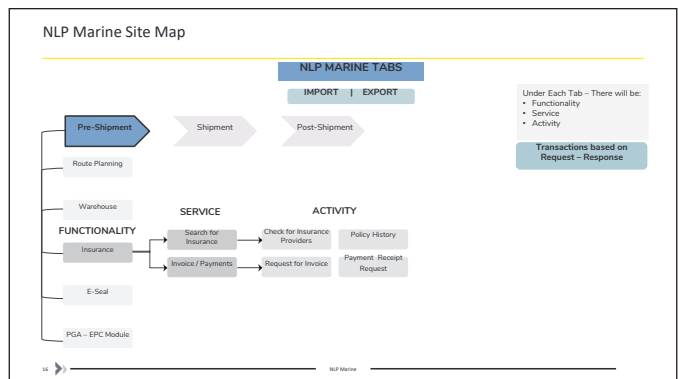 NLP Marine Site Map
NLP MARINE TABS
IMPORT | EXPORT
Under Each Tab – There will be:
• Functionality
• Service
• Activity
Transactions based on
Request – Response
Pre-Shipment
Shipment
Post-Shipment
Route Planning
Warehouse
FUNCTIONALITY
SERVICE
ACTIVITY
Insurance
Search for
Insurance
Check for Insurance
Providers
Policy History
Invoice / Payments
Request for Invoice
Payment Receipt
Request
E-Seal
PGA – EPC Module
16
NLP Marine